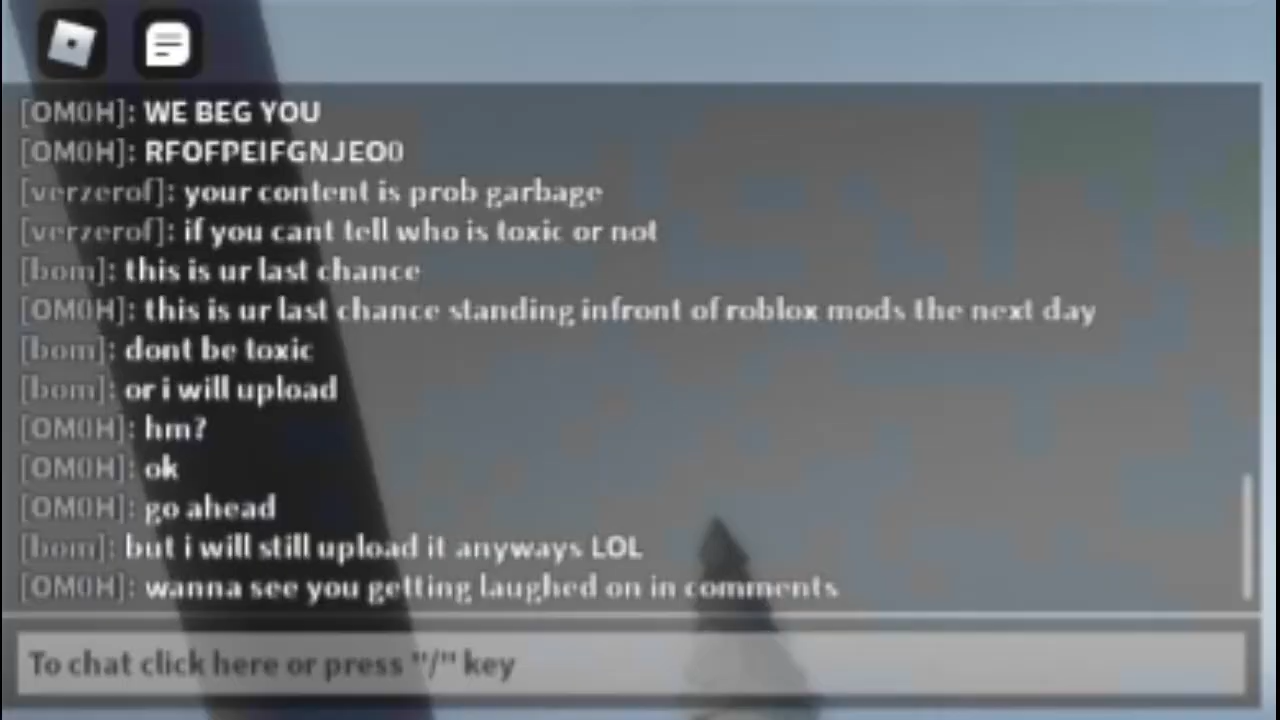 [OM0H]: WE BEG YOU
[OM0H]: RFOFPEIFGNJEO0
[verzerof]: your content is prob garbage
[verzerof]: if you cant tell who is toxic or not
[bom]: this is ur last chance
[OM0H]: this is ur last chance standing infront of roblox mods the next day
[bom]: dont be toxic
[bom]: or i will upload
[OM0H]: hm?
[OM0H]: ok
[OM0H]: go ahead
[bom]: but i will still upload it anyways LOL
[OM0H]: wanna see you getting laughed on in comments
To chat click here or press "/" key